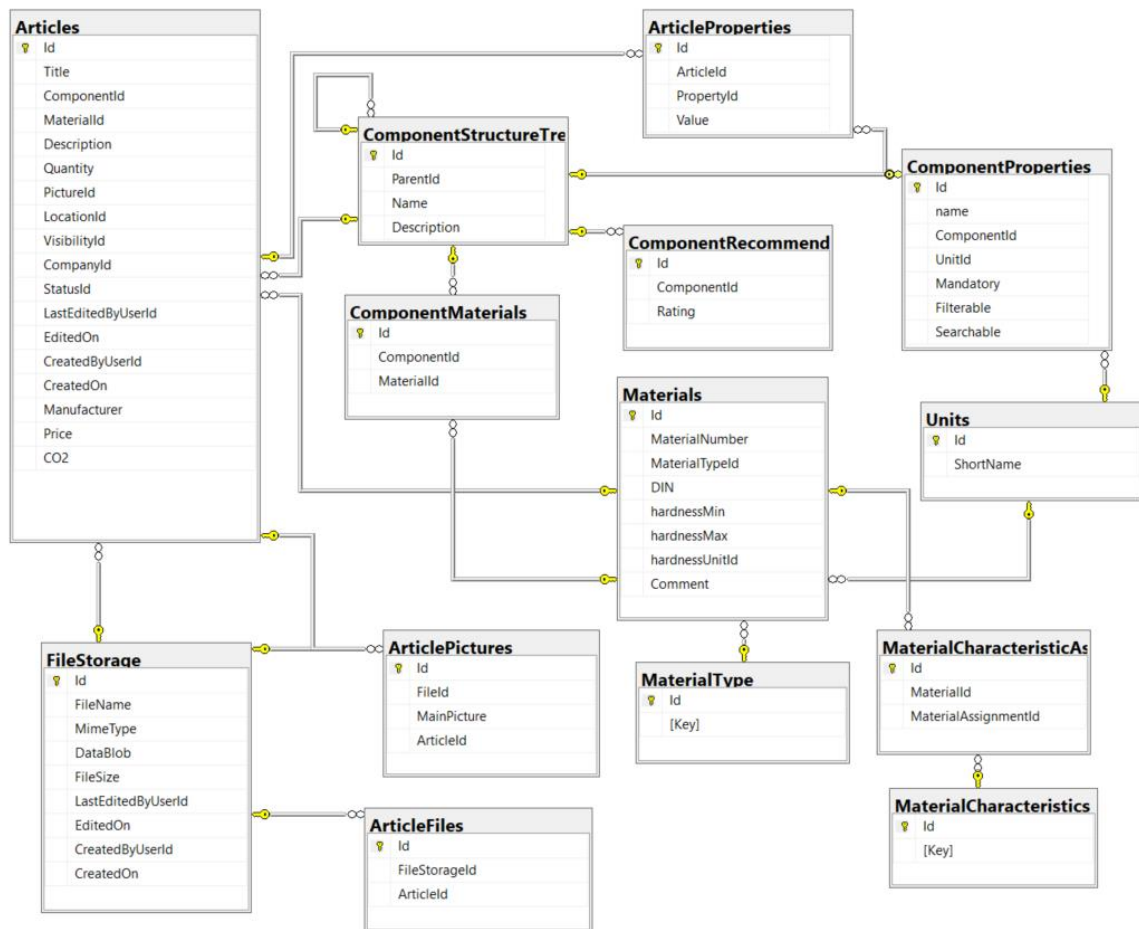 Articles
Id
Title
ComponentId
MaterialId
Description
Quantity
PictureId
LocationId
VisibilityId
CompanyId
StatusId
LastEditedByUserId
EditedOn
CreatedByUserId
CreatedOn
Manufacturer
Price
CO2
ArticleProperties
Id
ArticleId
PropertyId
Value
ComponentStructureTre
Id
ParentId
Name
Description
ComponentProperties
Id
name
ComponentId
UnitId
Mandatory
Filterable
Searchable
ComponentRecommend
Id
ComponentId
Rating
ComponentMaterials
Id
ComponentId
MaterialId
Materials
Id
MaterialNumber
MaterialTypeId
DIN
hardnessMin
hardnessMax
hardnessUnitId
Comment
Units
Id
ShortName
FileStorage
Id
FileName
MimeType
DataBlob
FileSize
LastEditedByUserId
EditedOn
CreatedByUserId
CreatedOn
ArticlePictures
Id
FileId
MainPicture
ArticleId
MaterialType
Id
[Key]
MaterialCharacteristicAs
Id
MaterialId
MaterialAssignmentId
ArticleFiles
Id
FileStorageId
ArticleId
MaterialCharacteristics
Id
[Key]